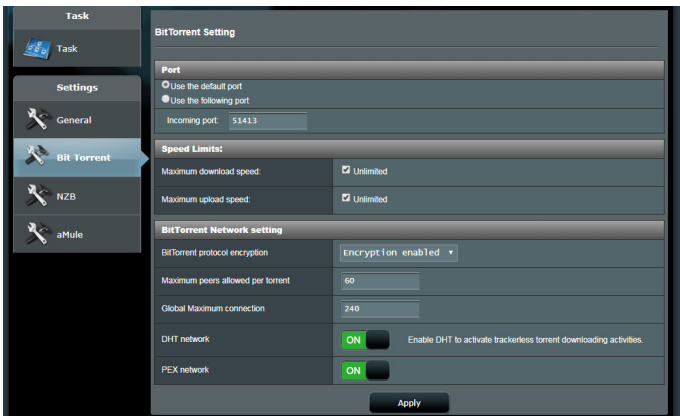 Task
Task
Settings
General
Bit Torrent
NZB
aMule
BitTorrent Setting
Port
Use the default port
Use the following port
Incoming port: 51413
Speed Limits:
Maximum download speed: Unlimited
Maximum upload speed: Unlimited
BitTorrent Network setting
BitTorrent protocol encryption Encryption enabled
Maximum peers allowed per torrent 60
Global Maximum connection 240
DHT network ON Enable DHT to activate trackerless torrent downloading activities.
PEX network ON
Apply